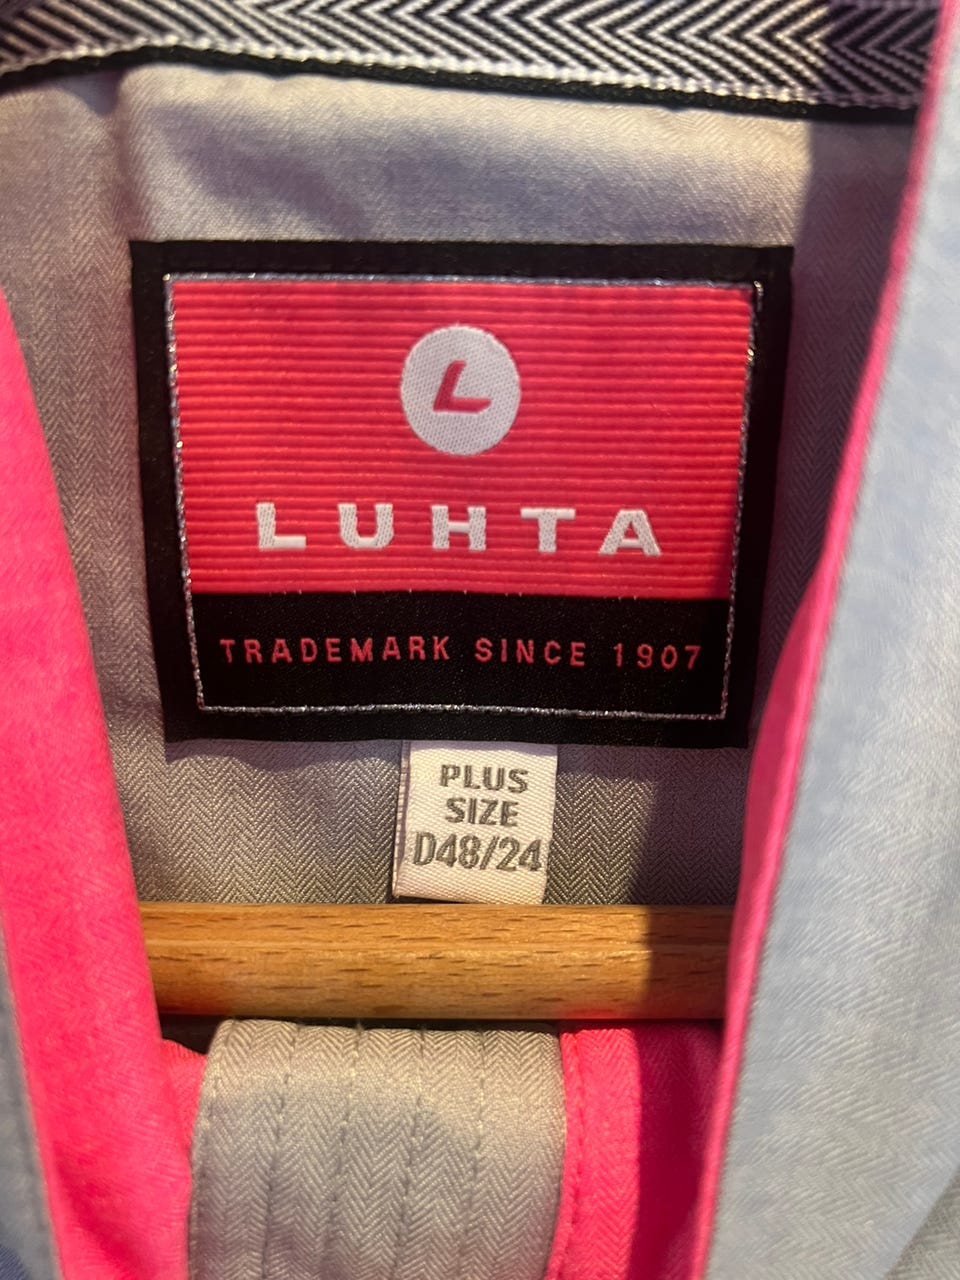 L
LUHTA
TRADEMARK SINCE 1907
PLUS
SIZE
D48/24